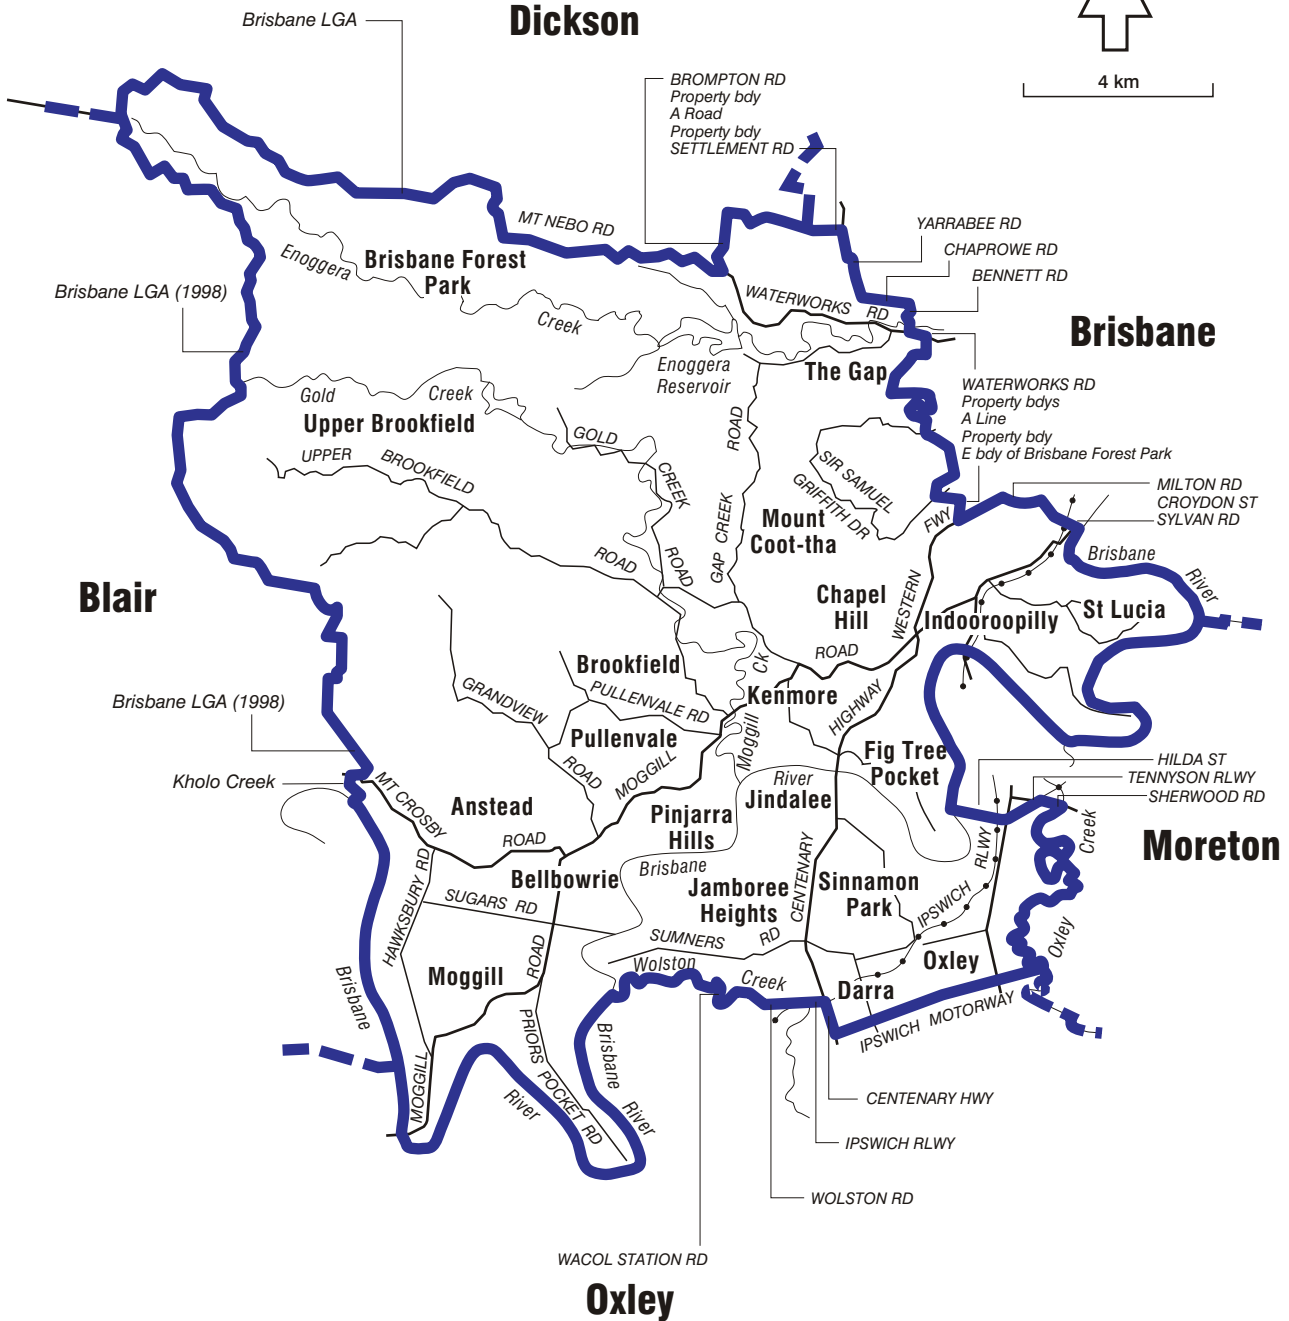 Dickson
Brisbane LGA
4 km
BROMPTON RD
Property bdy
A Road
Property bdy
SETTLEMENT RD
MT NEBO RD
YARRABEE RD
CHAPROWE RD
BENNETT RD
Enoggera
Brisbane Forest
Park
Creek
Brisbane LGA (1998)
WATERWORKS RD
Brisbane
Enoggera
Reservoir
The Gap
WATERWORKS RD
Property bdys
A Line
Property bdy
E bdy of Brisbane Forest Park
Gold Creek
Upper Brookfield
UPPER BROOKFIELD ROAD
GOLD CREEK ROAD
GAP CREEK ROAD
SIR SAMUEL
GRIFFITH DR
Mount
Coot-tha
MILTON RD
CROYDON ST
SYLVAN RD
WESTERN FWY
Brisbane River
Blair
Chapel
Hill
Indooroopilly
St Lucia
ROAD
Brookfield
Moggill Ck
Kenmore
GRANDVIEW ROAD
PULLENVALE RD
Pullenvale
HIGHWAY
Brisbane LGA (1998)
Fig Tree
Pocket
MOGGILL
HILDA ST
TENNYSON RLWY
SHERWOOD RD
Kholo Creek
River
Jindalee
MT CROSBY ROAD
Anstead
Pinjarra
Hills
Moreton
Creek
Brisbane
Bellbowrie
Jamboree
Heights
CENTENARY
Sinnamon
Park
IPSWICH RLWY
HAWKSBURY RD
SUGARS RD
SUMNERS RD
Oxley
Oxley
Moggill
ROAD
Wolston Creek
Darra
Brisbane
IPSWICH MOTORWAY
PRIORS POCKET RD
Brisbane River
MOGGILL
River
CENTENARY HWY
IPSWICH RLWY
WOLSTON RD
WACOL STATION RD
Oxley